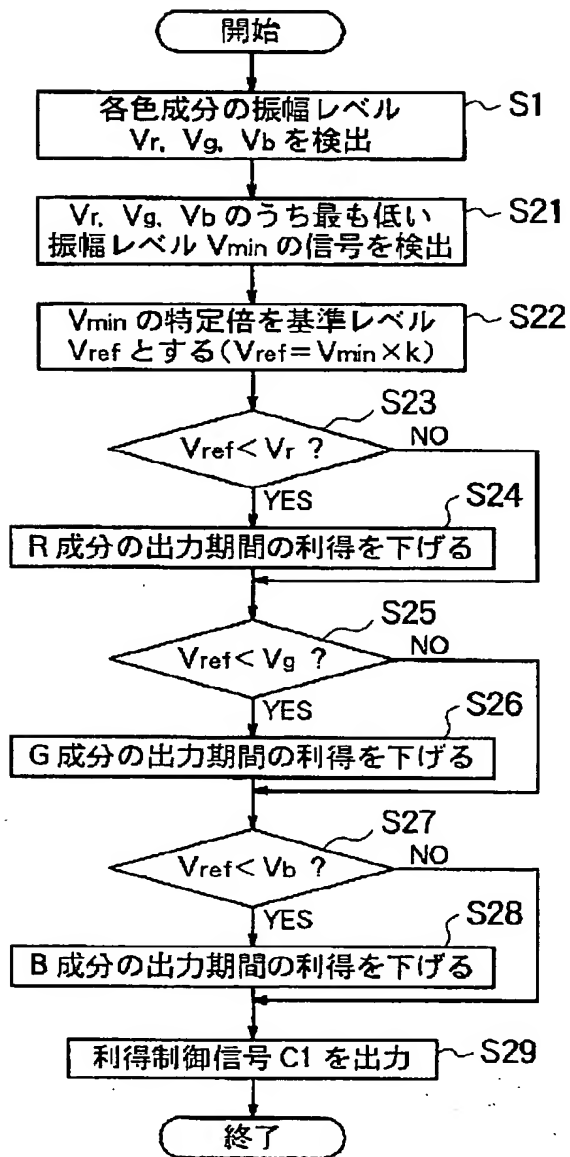 開始
各色成分の振幅レベル
Vr, Vg, Vb を検出
S1
Vr, Vg, Vb のうち最も低い
振幅レベル Vmin の信号を検出
S21
Vmin の特定倍を基準レベル
Vref とする(Vref=Vmin×k)
S22
S23
Vref< Vr ?
NO
YES
S24
R 成分の出力期間の利得を下げる
S25
Vref< Vg ?
NO
YES
S26
G 成分の出力期間の利得を下げる
S27
Vref< Vb ?
NO
YES
S28
B 成分の出力期間の利得を下げる
利得制御信号 C1 を出力
S29
終了